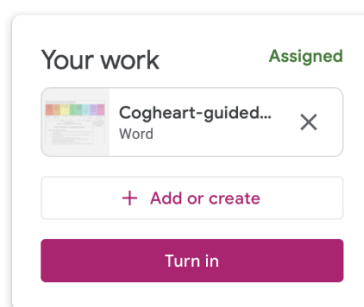 Your work
Assigned
Cogheart-guided...
Word
+ Add or create
Turn in